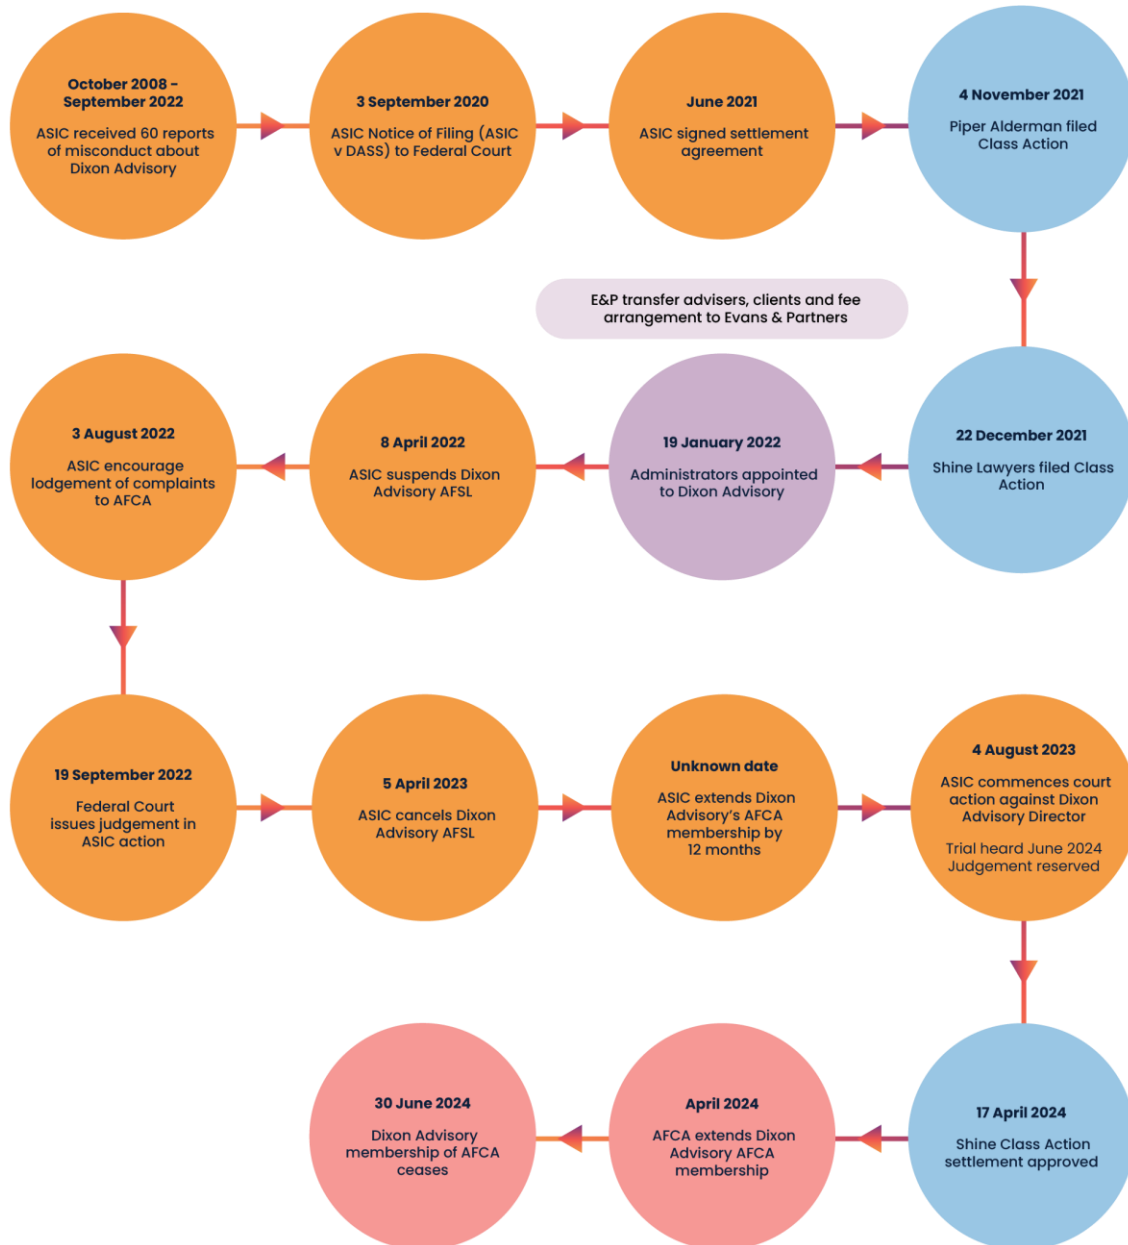 October 2008 -
September 2022
ASIC received 60 reports
of misconduct about
Dixon Advisory
3 September 2020
ASIC Notice of Filing (ASIC
v DASS) to Federal Court
June 2021
ASIC signed settlement
agreement
4 November 2021
Piper Alderman filed
Class Action
E&P transfer advisers, clients and fee
arrangement to Evans & Partners
22 December 2021
Shine Lawyers filed Class
Action
19 January 2022
Administrators appointed
to Dixon Advisory
8 April 2022
ASIC suspends Dixon
Advisory AFSL
3 August 2022
ASIC encourage
lodgement of complaints
to AFCA
19 September 2022
Federal Court
issues judgement in
ASIC action
5 April 2023
ASIC cancels Dixon
Advisory AFSL
Unknown date
ASIC extends Dixon
Advisory's AFCA
membership by
12 months
4 August 2023
ASIC commences court
action against Dixon
Advisory Director
Trial heard June 2024
Judgement reserved
17 April 2024
Shine Class Action
settlement approved
April 2024
AFCA extends Dixon
Advisory AFCA
membership
30 June 2024
Dixon Advisory
membership of AFCA
ceases